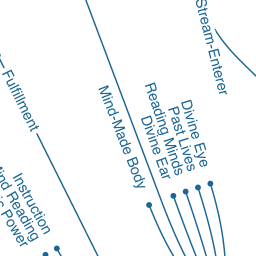 Stream-Enterer
Fulfillment
Mind-Made Body
Divine Ear
Reading Minds
Past Lives
Divine Eye
Instruction
Reading
Power